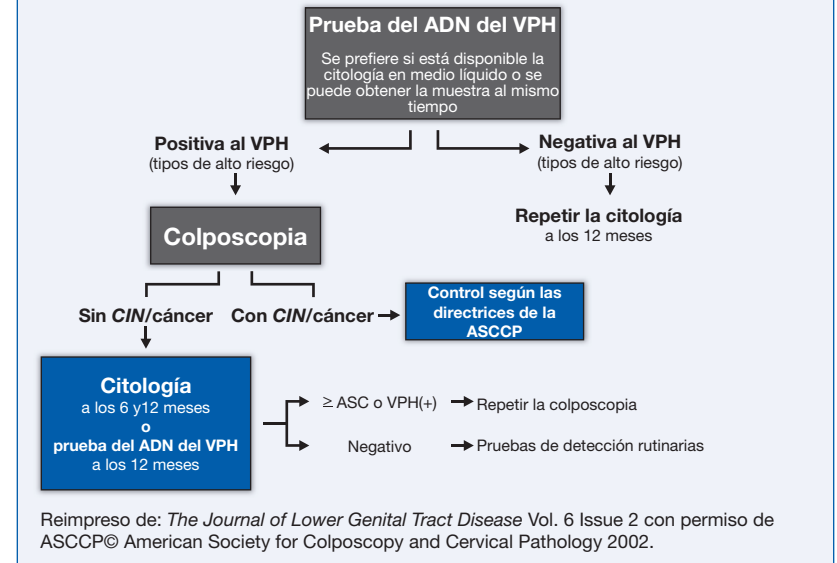 Prueba del ADN del VPH
Se prefiere si está disponible la
citología en medio líquido o se
puede obtener la muestra al mismo
tiempo
Positiva al VPH
(tipos de alto riesgo)
Negativa al VPH
(tipos de alto riesgo)
Colposcopia
Repetir la citología
a los 12 meses
Sin CIN/cáncer
Con CIN/cáncer
Control según las
directrices de la
ASCCP
Citología
a los 6 y12 meses
o
prueba del ADN del VPH
a los 12 meses
≥ ASC o VPH(+)
Repetir la colposcopia
Negativo
Pruebas de detección rutinarias
Reimpreso de: The Journal of Lower Genital Tract Disease Vol. 6 Issue 2 con permiso de
ASCCP© American Society for Colposcopy and Cervical Pathology 2002.